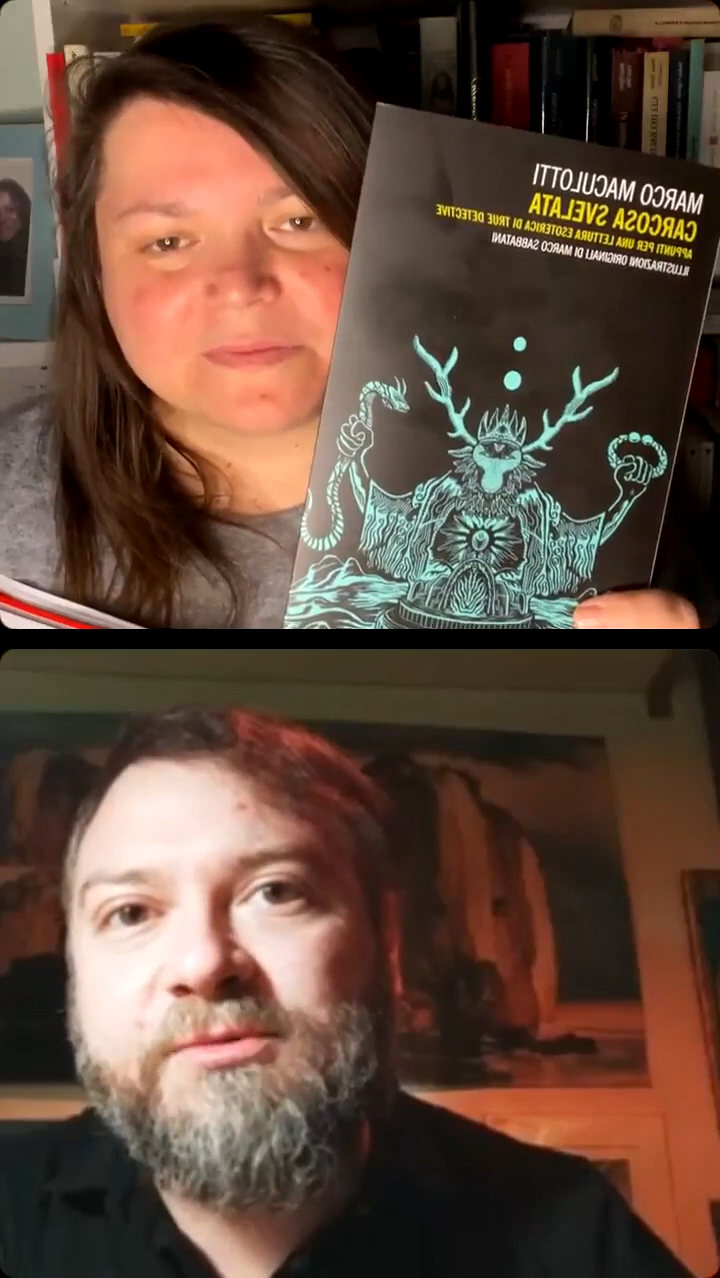 MARCO MACULOTTI
CARCOSA SVELATA
APPUNTI PER UNA LETTURA ESOTERICA DI TRUE DETECTIVE
ILLUSTRAZIONI ORIGINALI DI MARCO SABBATANI